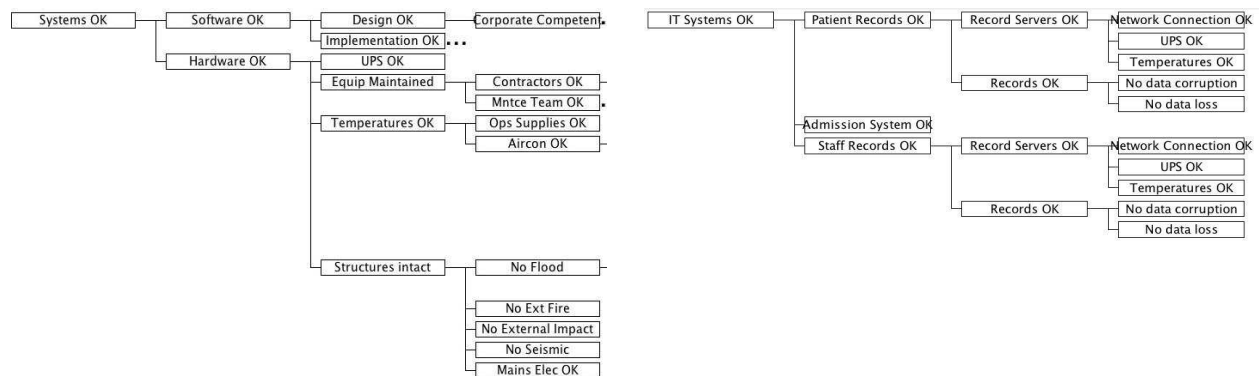 Systems OK
Software OK
Design OK
Corporate Competent.
Implementation OK ...
Hardware OK
UPS OK
Equip Maintained
Contractors OK
Mntce Team OK .
Temperatures OK
Ops Supplies OK
Aircon OK
Structures intact
No Flood
No Ext Fire
No External Impact
No Seismic
Mains Elec OK
IT Systems OK
Patient Records OK
Record Servers OK
Network Connection OK
UPS OK
Temperatures OK
Records OK
No data corruption
No data loss
Admission System OK
Staff Records OK
Record Servers OK
Network Connection OK
UPS OK
Temperatures OK
Records OK
No data corruption
No data loss